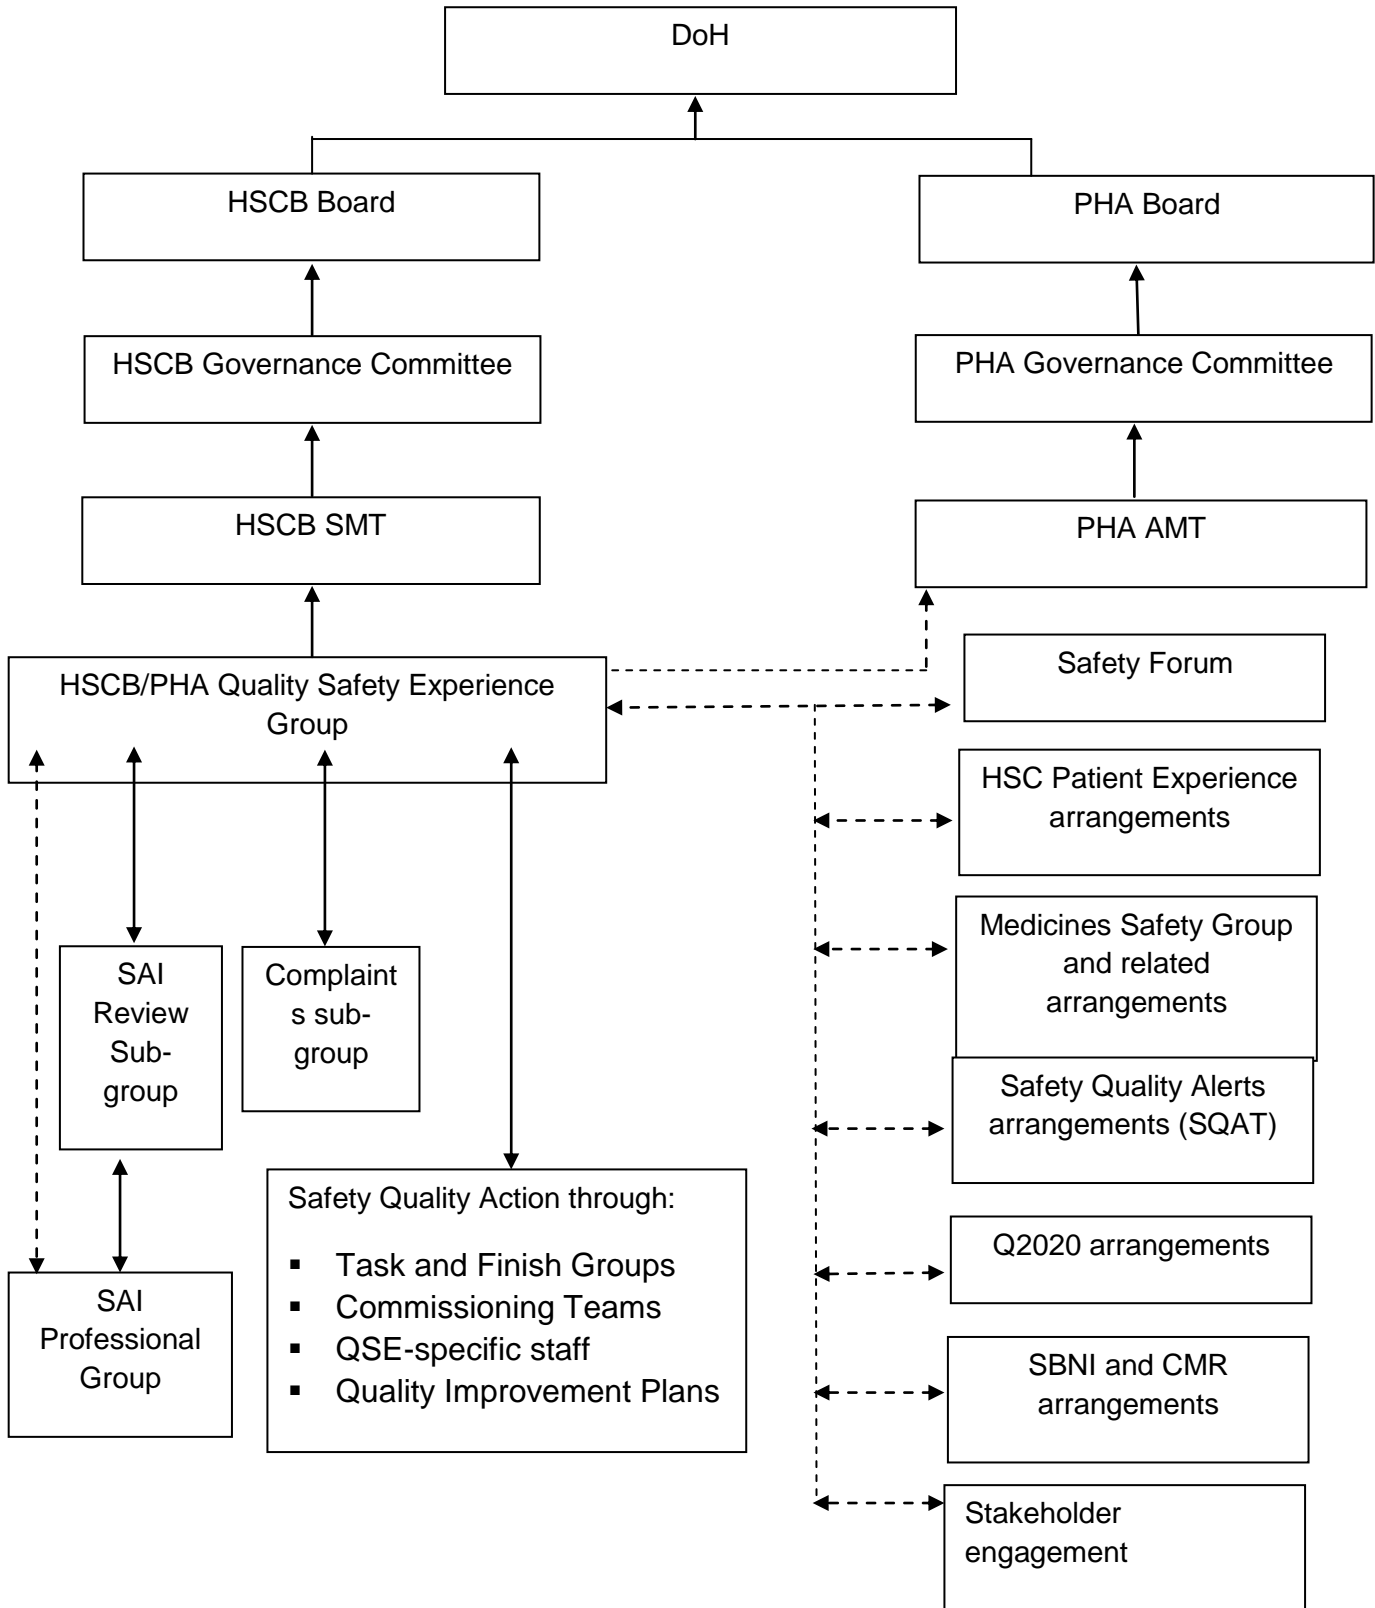 DoH
HSCB Board
PHA Board
HSCB Governance Committee
PHA Governance Committee
HSCB SMT
PHA AMT
HSCB/PHA Quality Safety Experience
Group
Safety Forum
HSC Patient Experience
arrangements
Medicines Safety Group
and related
arrangements
Safety Quality Alerts
arrangements (SQAT)
Q2020 arrangements
SBNI and CMR
arrangements
Stakeholder
engagement
SAI
Review
Sub-
group
Complaint
s sub-
group
SAI
Professional
Group
Safety Quality Action through:
▪ Task and Finish Groups
▪ Commissioning Teams
▪ QSE-specific staff
▪ Quality Improvement Plans